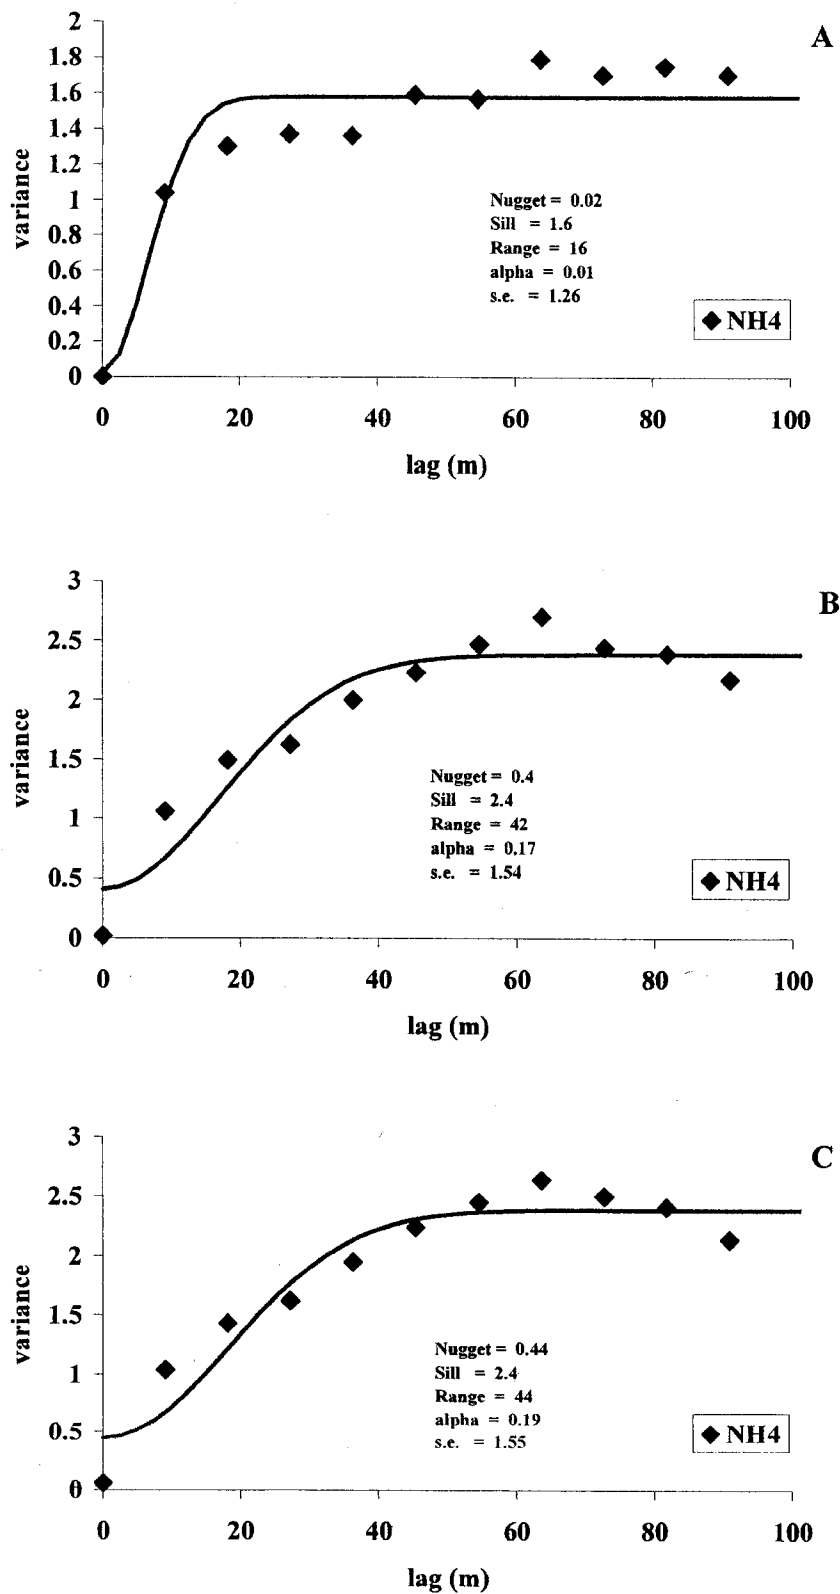 A
2
1.8
1.6
1.4
1.2
1
0.8
0.6
0.4
0.2
0
variance
Nugget = 0.02
Sill = 1.6
Range = 16
alpha = 0.01
s.e. = 1.26
NH4
0 20 40 60 80 100
lag (m)
B
3
2.5
2
1.5
1
0.5
0
variance
Nugget = 0.4
Sill = 2.4
Range = 42
alpha = 0.17
s.e. = 1.54
NH4
0 20 40 60 80 100
lag (m)
C
3
2.5
2
1.5
1
0.5
0
variance
Nugget = 0.44
Sill = 2.4
Range = 44
alpha = 0.19
s.e. = 1.55
NH4
0 20 40 60 80 100
lag (m)